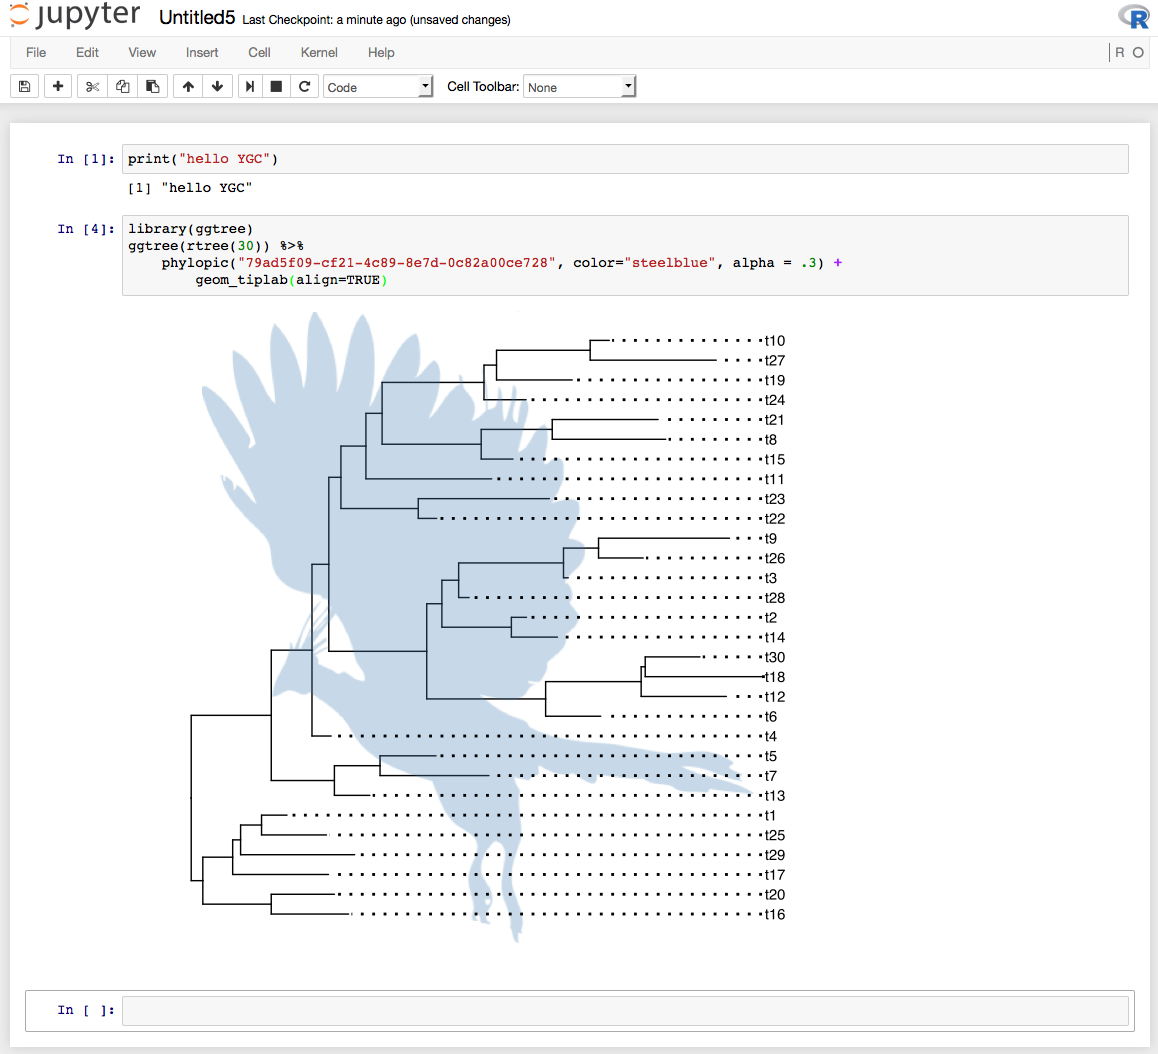 jupyter Untitled5 Last Checkpoint: a minute ago (unsaved changes)
R
File Edit View Insert Cell Kernel Help R
Code Cell Toolbar: None
In [1]: print("hello YGC")
[1] "hello YGC"
In [4]: library(ggtree)
ggtree(rtree(30)) %>%
phylopic("79ad5f09-cf21-4c89-8e7d-0c82a00ce728", color="steelblue", alpha = .3) +
geom_tiplab(align=TRUE)
t10
t27
t19
t24
t21
t8
t15
t11
t23
t22
t9
t26
t3
t28
t2
t14
t30
t18
t12
t6
t4
t5
t7
t13
t1
t25
t29
t17
t20
t16
In [ ]: